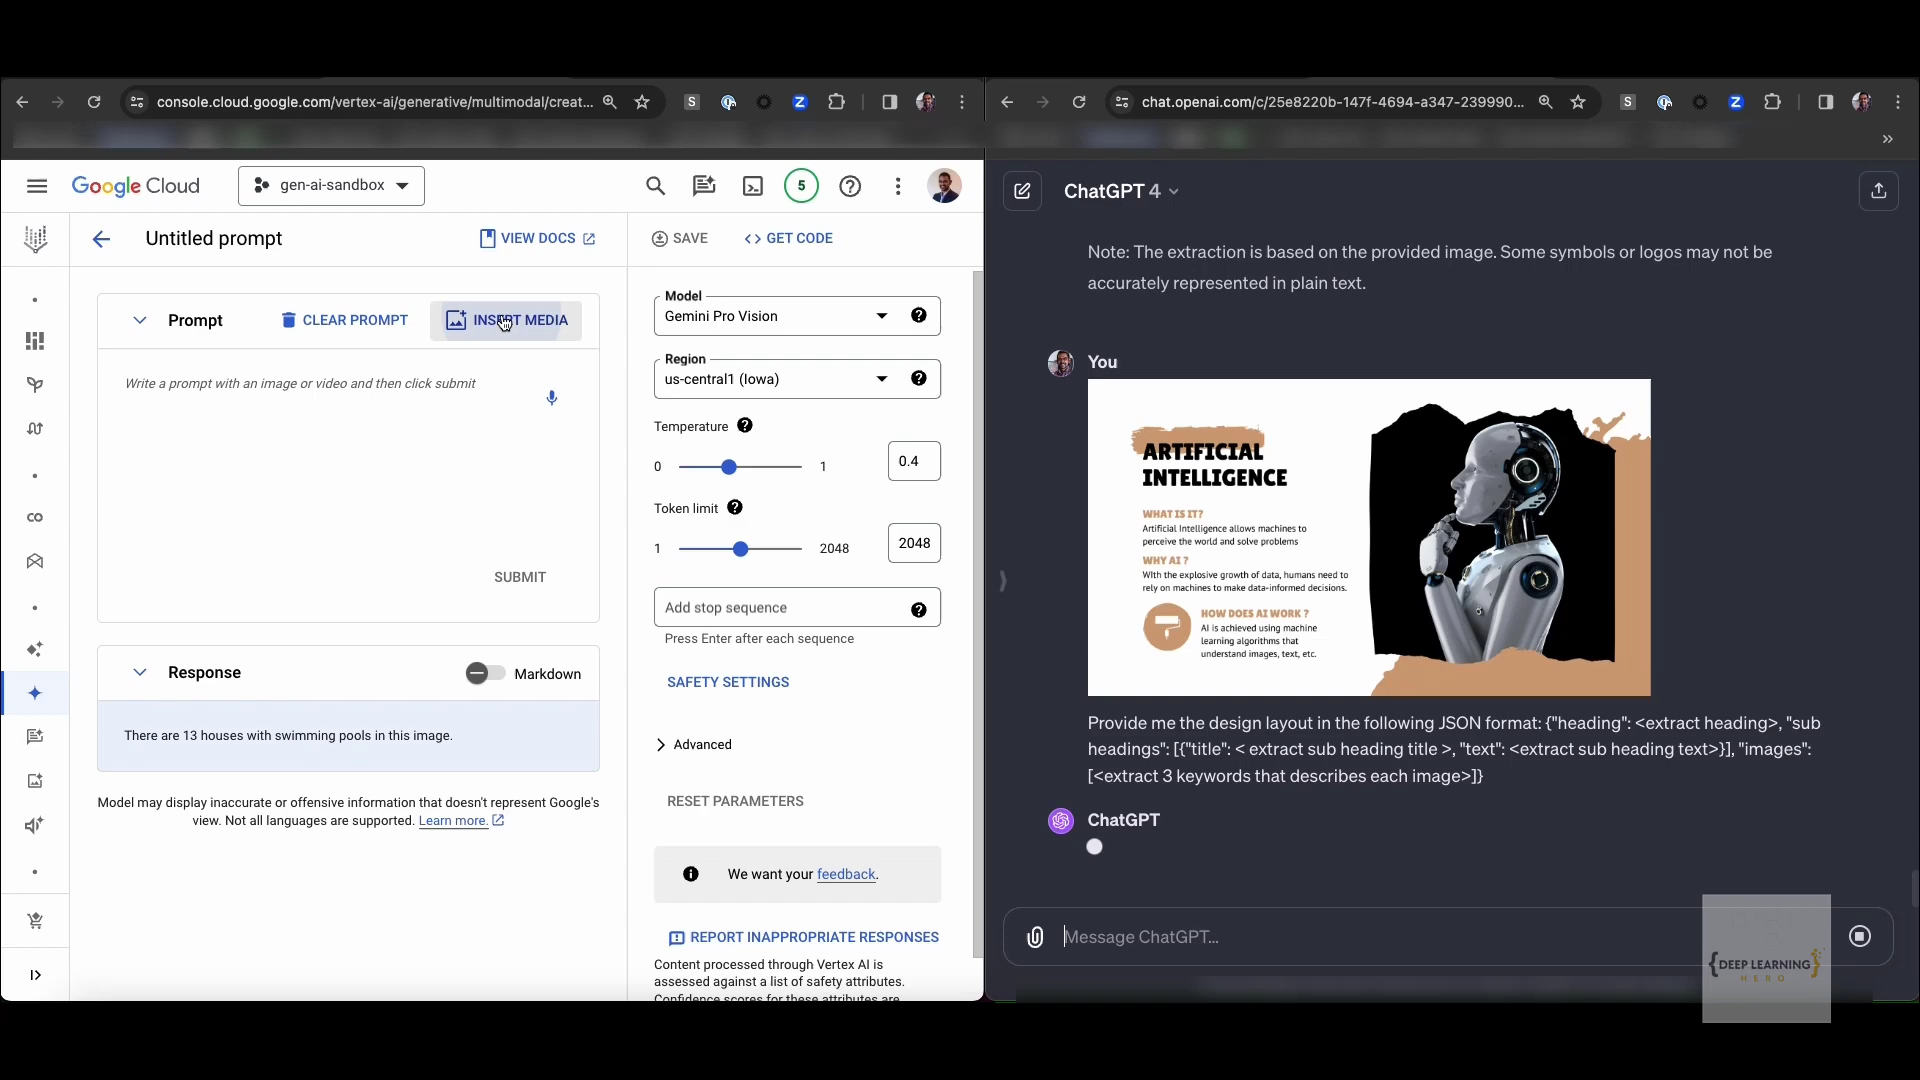 console.cloud.google.com/vertex-ai/generative/multimodal/creat...
Google Cloud
gen-ai-sandbox
5
Untitled prompt
VIEW DOCS
SAVE
GET CODE
Prompt
CLEAR PROMPT
INSERT MEDIA
Write a prompt with an image or video and then click submit
SUBMIT
Response
Markdown
There are 13 houses with swimming pools in this image.
Model may display inaccurate or offensive information that doesn't represent Google's
view. Not all languages are supported. Learn more.
Model
Gemini Pro Vision
Region
us-central1 (Iowa)
Temperature
0
1
0.4
Token limit
1
2048
2048
Add stop sequence
Press Enter after each sequence
SAFETY SETTINGS
Advanced
RESET PARAMETERS
We want your feedback.
REPORT INAPPROPRIATE RESPONSES
Content processed through Vertex AI is
assessed against a list of safety attributes.
Confidence scores for these attributes are
chat.openai.com/c/25e8220b-147f-4694-a347-239990...
ChatGPT 4
Note: The extraction is based on the provided image. Some symbols or logos may not be
accurately represented in plain text.
You
ARTIFICIAL
INTELLIGENCE
WHAT IS IT?
Artificial Intelligence allows machines to
perceive the world and solve problems
WHY AI ?
With the explosive growth of data, humans need to
rely on machines to make data-informed decisions.
HOW DOES AI WORK ?
AI is achieved using machine
learning algorithms that
understand images, text, etc.
Provide me the design layout in the following JSON format: {"heading": <extract heading>, "sub
headings": [{"title": < extract sub heading title >, "text": <extract sub heading text>}], "images":
[<extract 3 keywords that describes each image>]}
ChatGPT
Message ChatGPT...
{DEEP LEARNING}
HERO